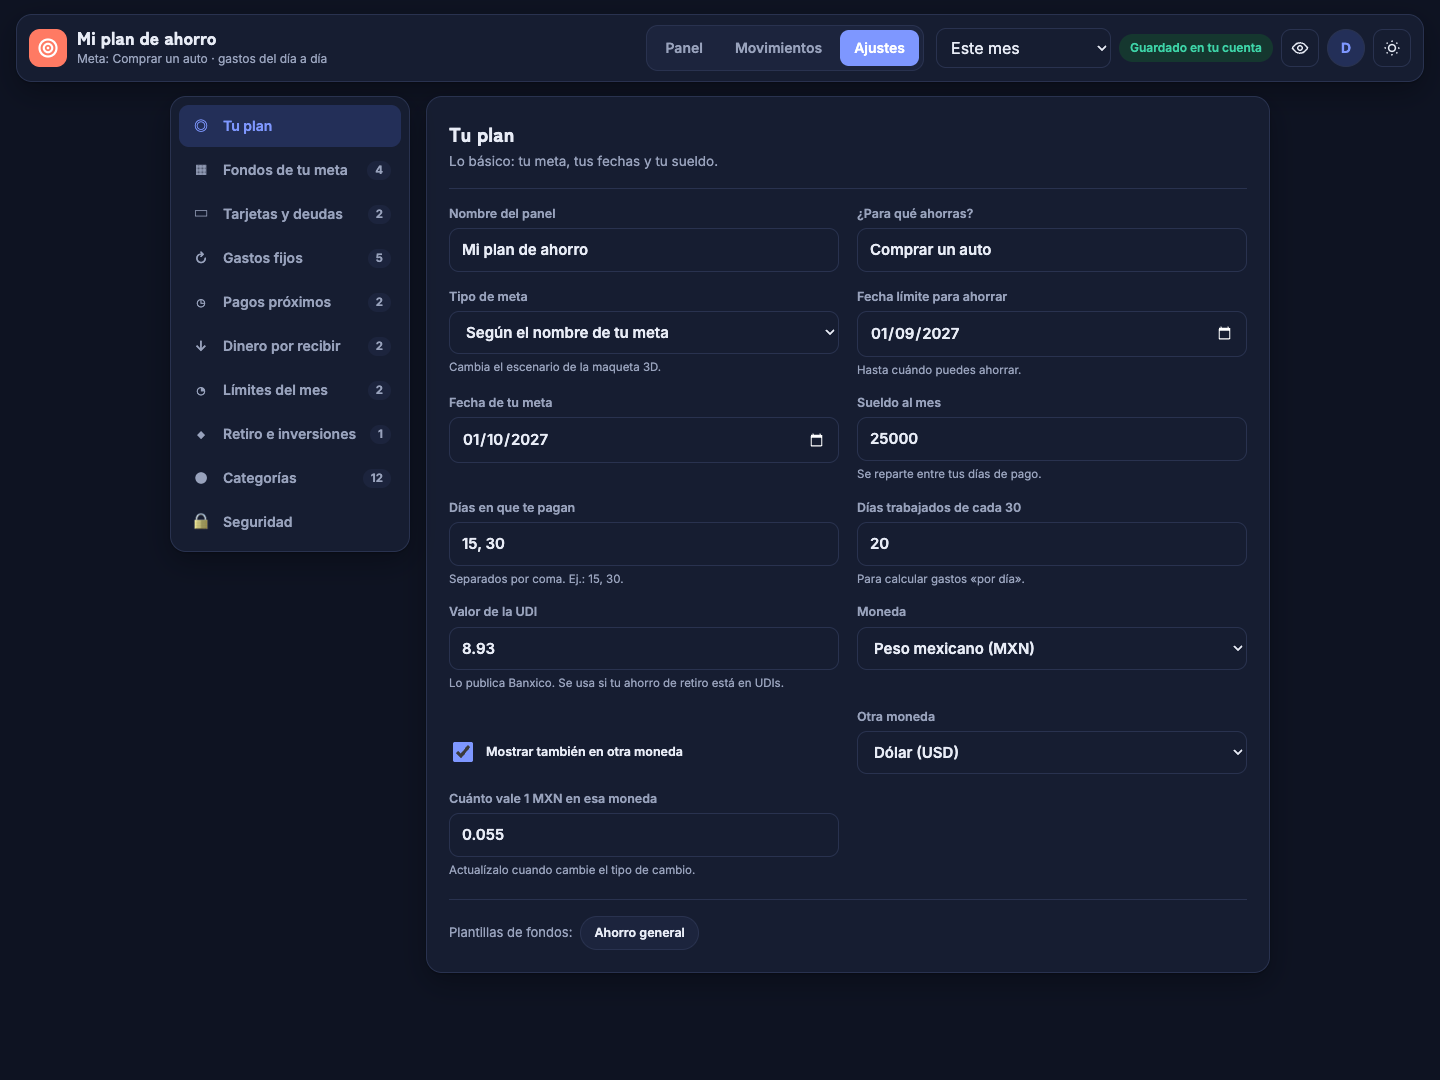 Mi plan de ahorro
Meta: Comprar un auto · gastos del día a día
Panel
Movimientos
Ajustes
Este mes
Guardado en tu cuenta
D
Tu plan
Fondos de tu meta 4
Tarjetas y deudas 2
Gastos fijos 5
Pagos próximos 2
Dinero por recibir 2
Límites del mes 2
Retiro e inversiones 1
Categorías 12
Seguridad
Tu plan
Lo básico: tu meta, tus fechas y tu sueldo.
Nombre del panel
Mi plan de ahorro
¿Para qué ahorras?
Comprar un auto
Tipo de meta
Según el nombre de tu meta
Cambia el escenario de la maqueta 3D.
Fecha límite para ahorrar
01/09/2027
Hasta cuándo puedes ahorrar.
Fecha de tu meta
01/10/2027
Sueldo al mes
25000
Se reparte entre tus días de pago.
Días en que te pagan
15, 30
Separados por coma. Ej.: 15, 30.
Días trabajados de cada 30
20
Para calcular gastos «por día».
Valor de la UDI
8.93
Lo publica Banxico. Se usa si tu ahorro de retiro está en UDIs.
Moneda
Peso mexicano (MXN)
Mostrar también en otra moneda
Otra moneda
Dólar (USD)
Cuánto vale 1 MXN en esa moneda
0.055
Actualízalo cuando cambie el tipo de cambio.
Plantillas de fondos: Ahorro general